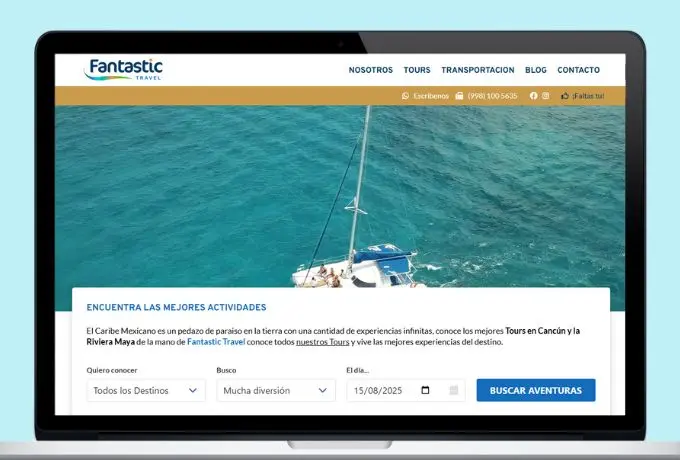 Fantastic
TRAVEL
NOSOTROS TOURS TRANSPORTACION BLOG CONTACTO
Escríbenos (998) 100 5635 ¡Faltas tu!
ENCUENTRA LAS MEJORES ACTIVIDADES
El Caribe Mexicano es un pedazo de paraíso en la tierra con una cantidad de experiencias infinitas, conoce los mejores Tours en Cancún y la
Riviera Maya de la mano de Fantastic Travel conoce todos nuestros Tours y vive las mejores experiencias del destino.
Quiero conocer Busco El día...
Todos los Destinos Mucha diversión 15/08/2025 BUSCAR AVENTURAS